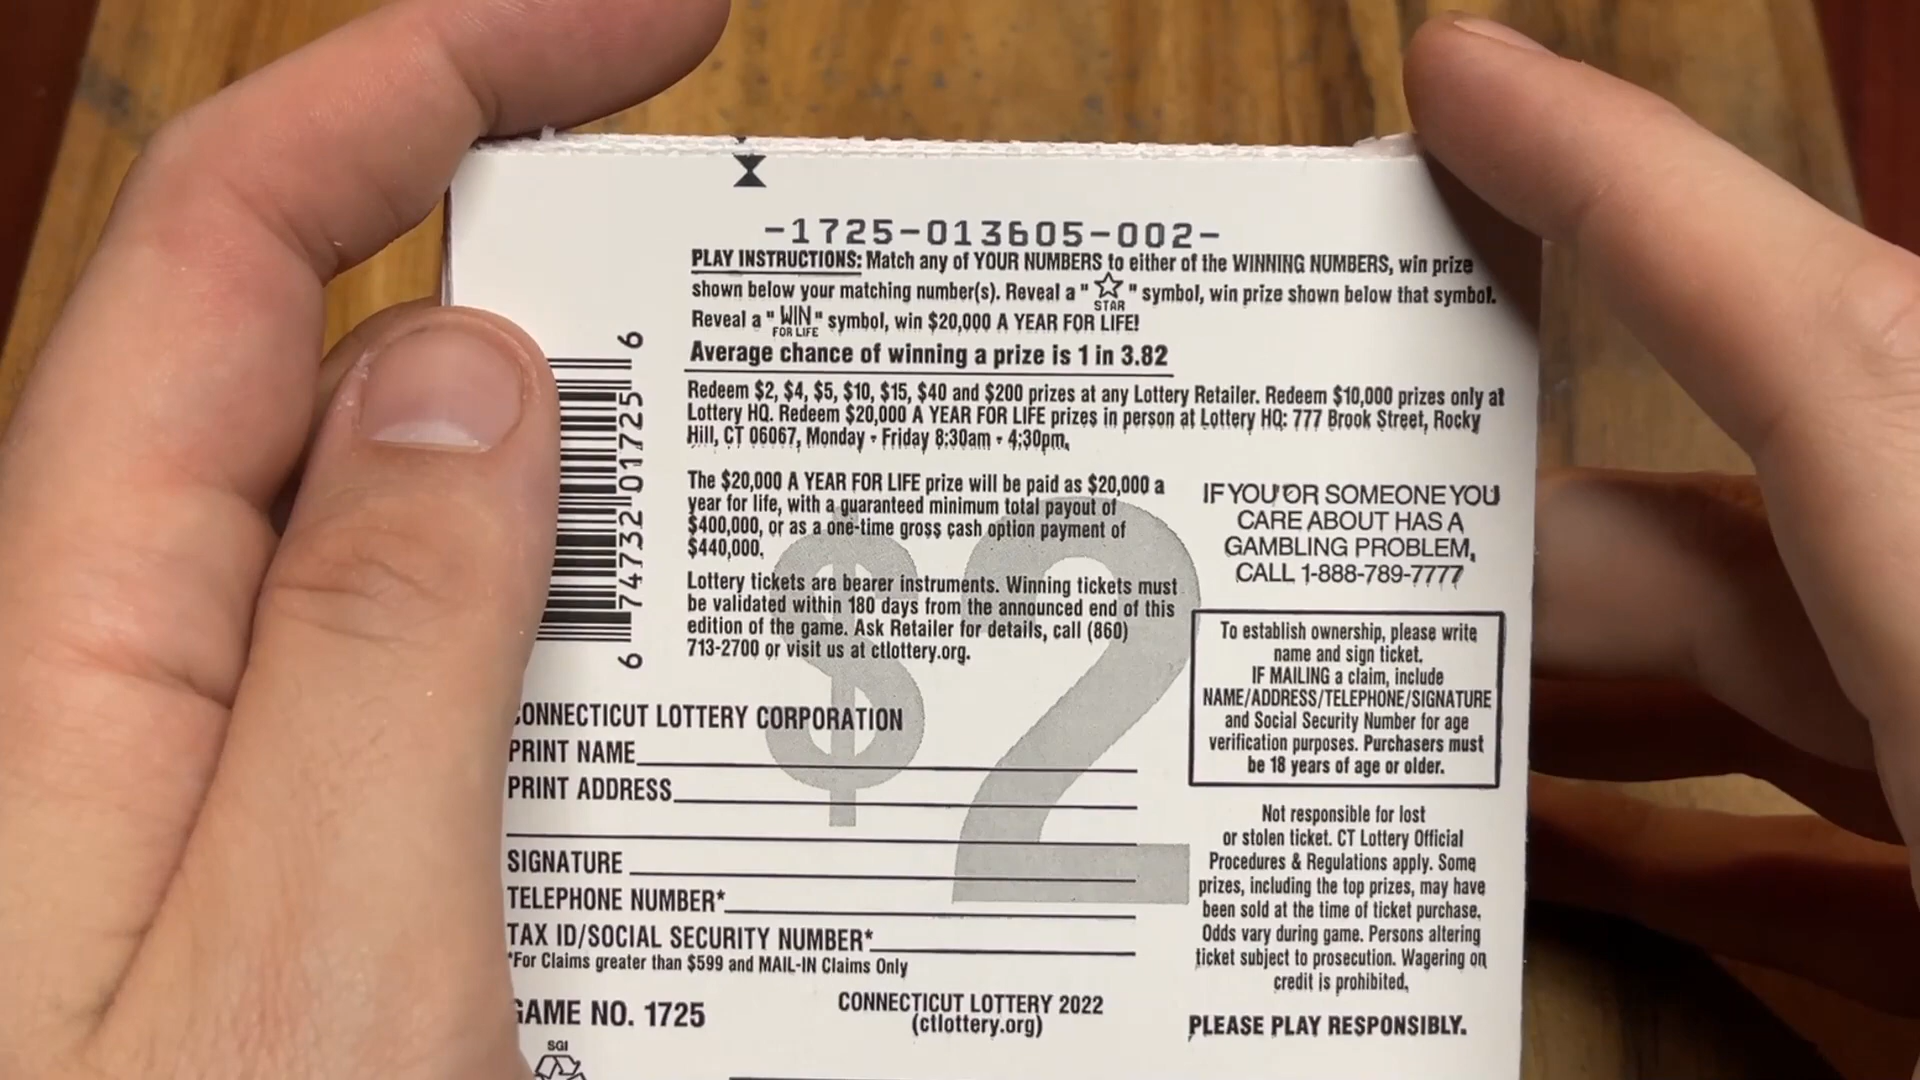 -1725-013605-002-
PLAY INSTRUCTIONS: Match any of YOUR NUMBERS to either of the WINNING NUMBERS, win prize
shown below your matching number(s). Reveal a "☆ STAR" symbol, win prize shown below that symbol.
Reveal a "WIN FOR LIFE" symbol, win $20,000 A YEAR FOR LIFE!
Average chance of winning a prize is 1 in 3.82
Redeem $2, $4, $5, $10, $15, $40 and $200 prizes at any Lottery Retailer. Redeem $10,000 prizes only at
Lottery HQ. Redeem $20,000 A YEAR FOR LIFE prizes in person at Lottery HQ: 777 Brook Street, Rocky
Hill, CT 06067, Monday - Friday 8:30am - 4:30pm.
The $20,000 A YEAR FOR LIFE prize will be paid as $20,000 a
year for life, with a guaranteed minimum total payout of
$400,000, or as a one-time gross cash option payment of
$440,000.
Lottery tickets are bearer instruments. Winning tickets must
be validated within 180 days from the announced end of this
edition of the game. Ask Retailer for details, call (860)
713-2700 or visit us at ctlottery.org.
6 74732 01725 6
$2
IF YOU OR SOMEONE YOU
CARE ABOUT HAS A
GAMBLING PROBLEM,
CALL 1-888-789-7777
To establish ownership, please write
name and sign ticket.
IF MAILING a claim, include
NAME/ADDRESS/TELEPHONE/SIGNATURE
and Social Security Number for age
verification purposes. Purchasers must
be 18 years of age or older.
Not responsible for lost
or stolen ticket. CT Lottery Official
Procedures & Regulations apply. Some
prizes, including the top prizes, may have
been sold at the time of ticket purchase.
Odds vary during game. Persons altering
ticket subject to prosecution. Wagering on
credit is prohibited.
PLEASE PLAY RESPONSIBLY.
CONNECTICUT LOTTERY CORPORATION
PRINT NAME
PRINT ADDRESS
SIGNATURE
TELEPHONE NUMBER*
TAX ID/SOCIAL SECURITY NUMBER*
*For Claims greater than $599 and MAIL-IN Claims Only
GAME NO. 1725
CONNECTICUT LOTTERY 2022
(ctlottery.org)
SGI